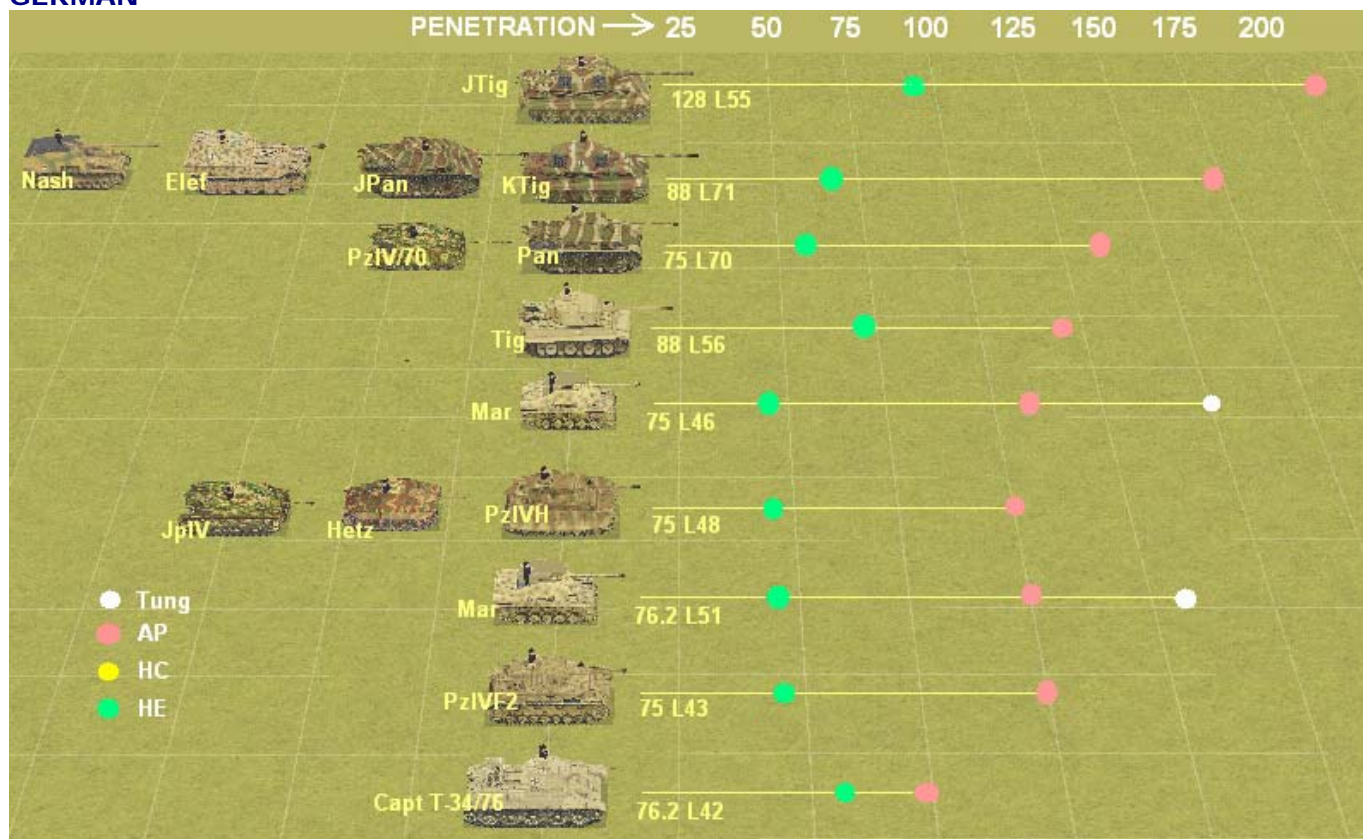 GERMAN
PENETRATION 25 50 75 100 125 150 175 200
JTig 128 L55
Nash Elef JPan KTig 88 L71
PzIV/70 Pan 75 L70
Tig 88 L56
Mar 75 L46
JpIV Hetz PzIVH 75 L48
Tung
Mar 76.2 L51
AP
HC
PzIVF2 75 L43
HE
Capt T-34/76 76.2 L42